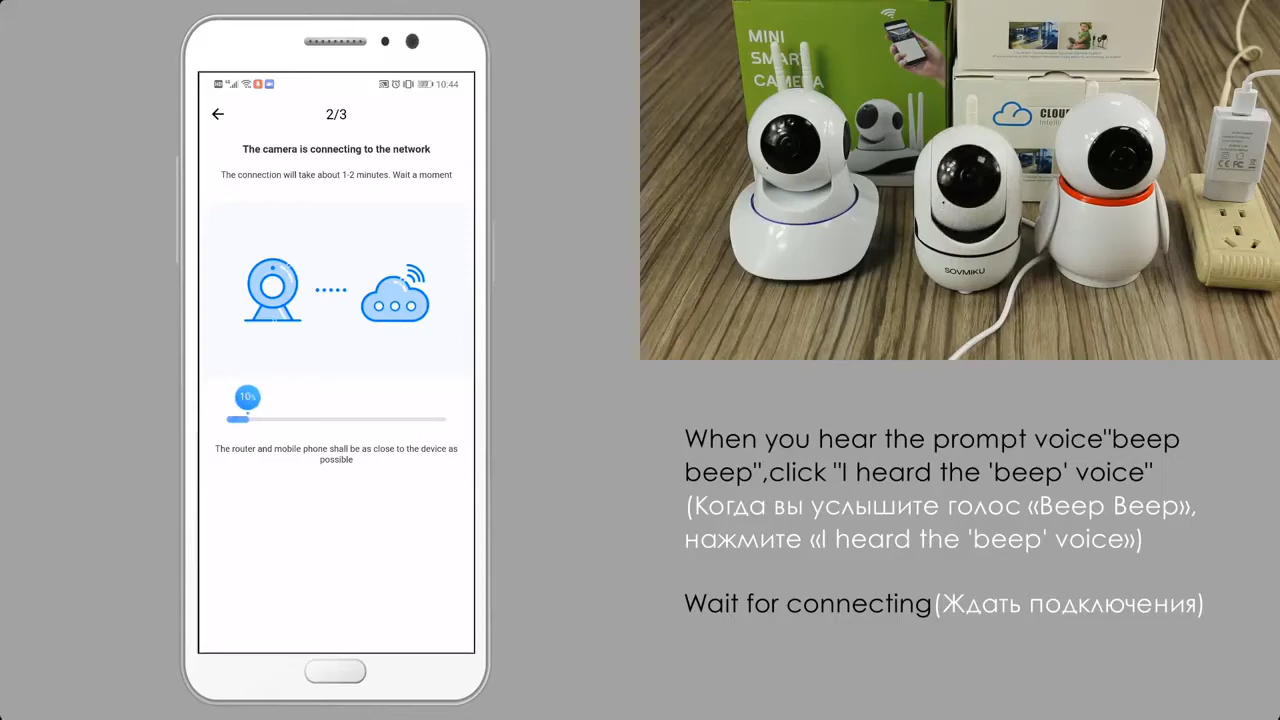 10:44
2/3
The camera is connecting to the network
The connection will take about 1-2 minutes. Wait a moment
10%
The router and mobile phone shall be as close to the device as
possible
MINI
SMART
CAMERA
CLOUD
SOVMIKU
When you hear the prompt voice"beep
beep",click "I heard the 'beep' voice"
(Когда вы услышите голос «Beep Beep»,
нажмите «I heard the 'beep' voice»)
Wait for connecting(Ждать подключения)